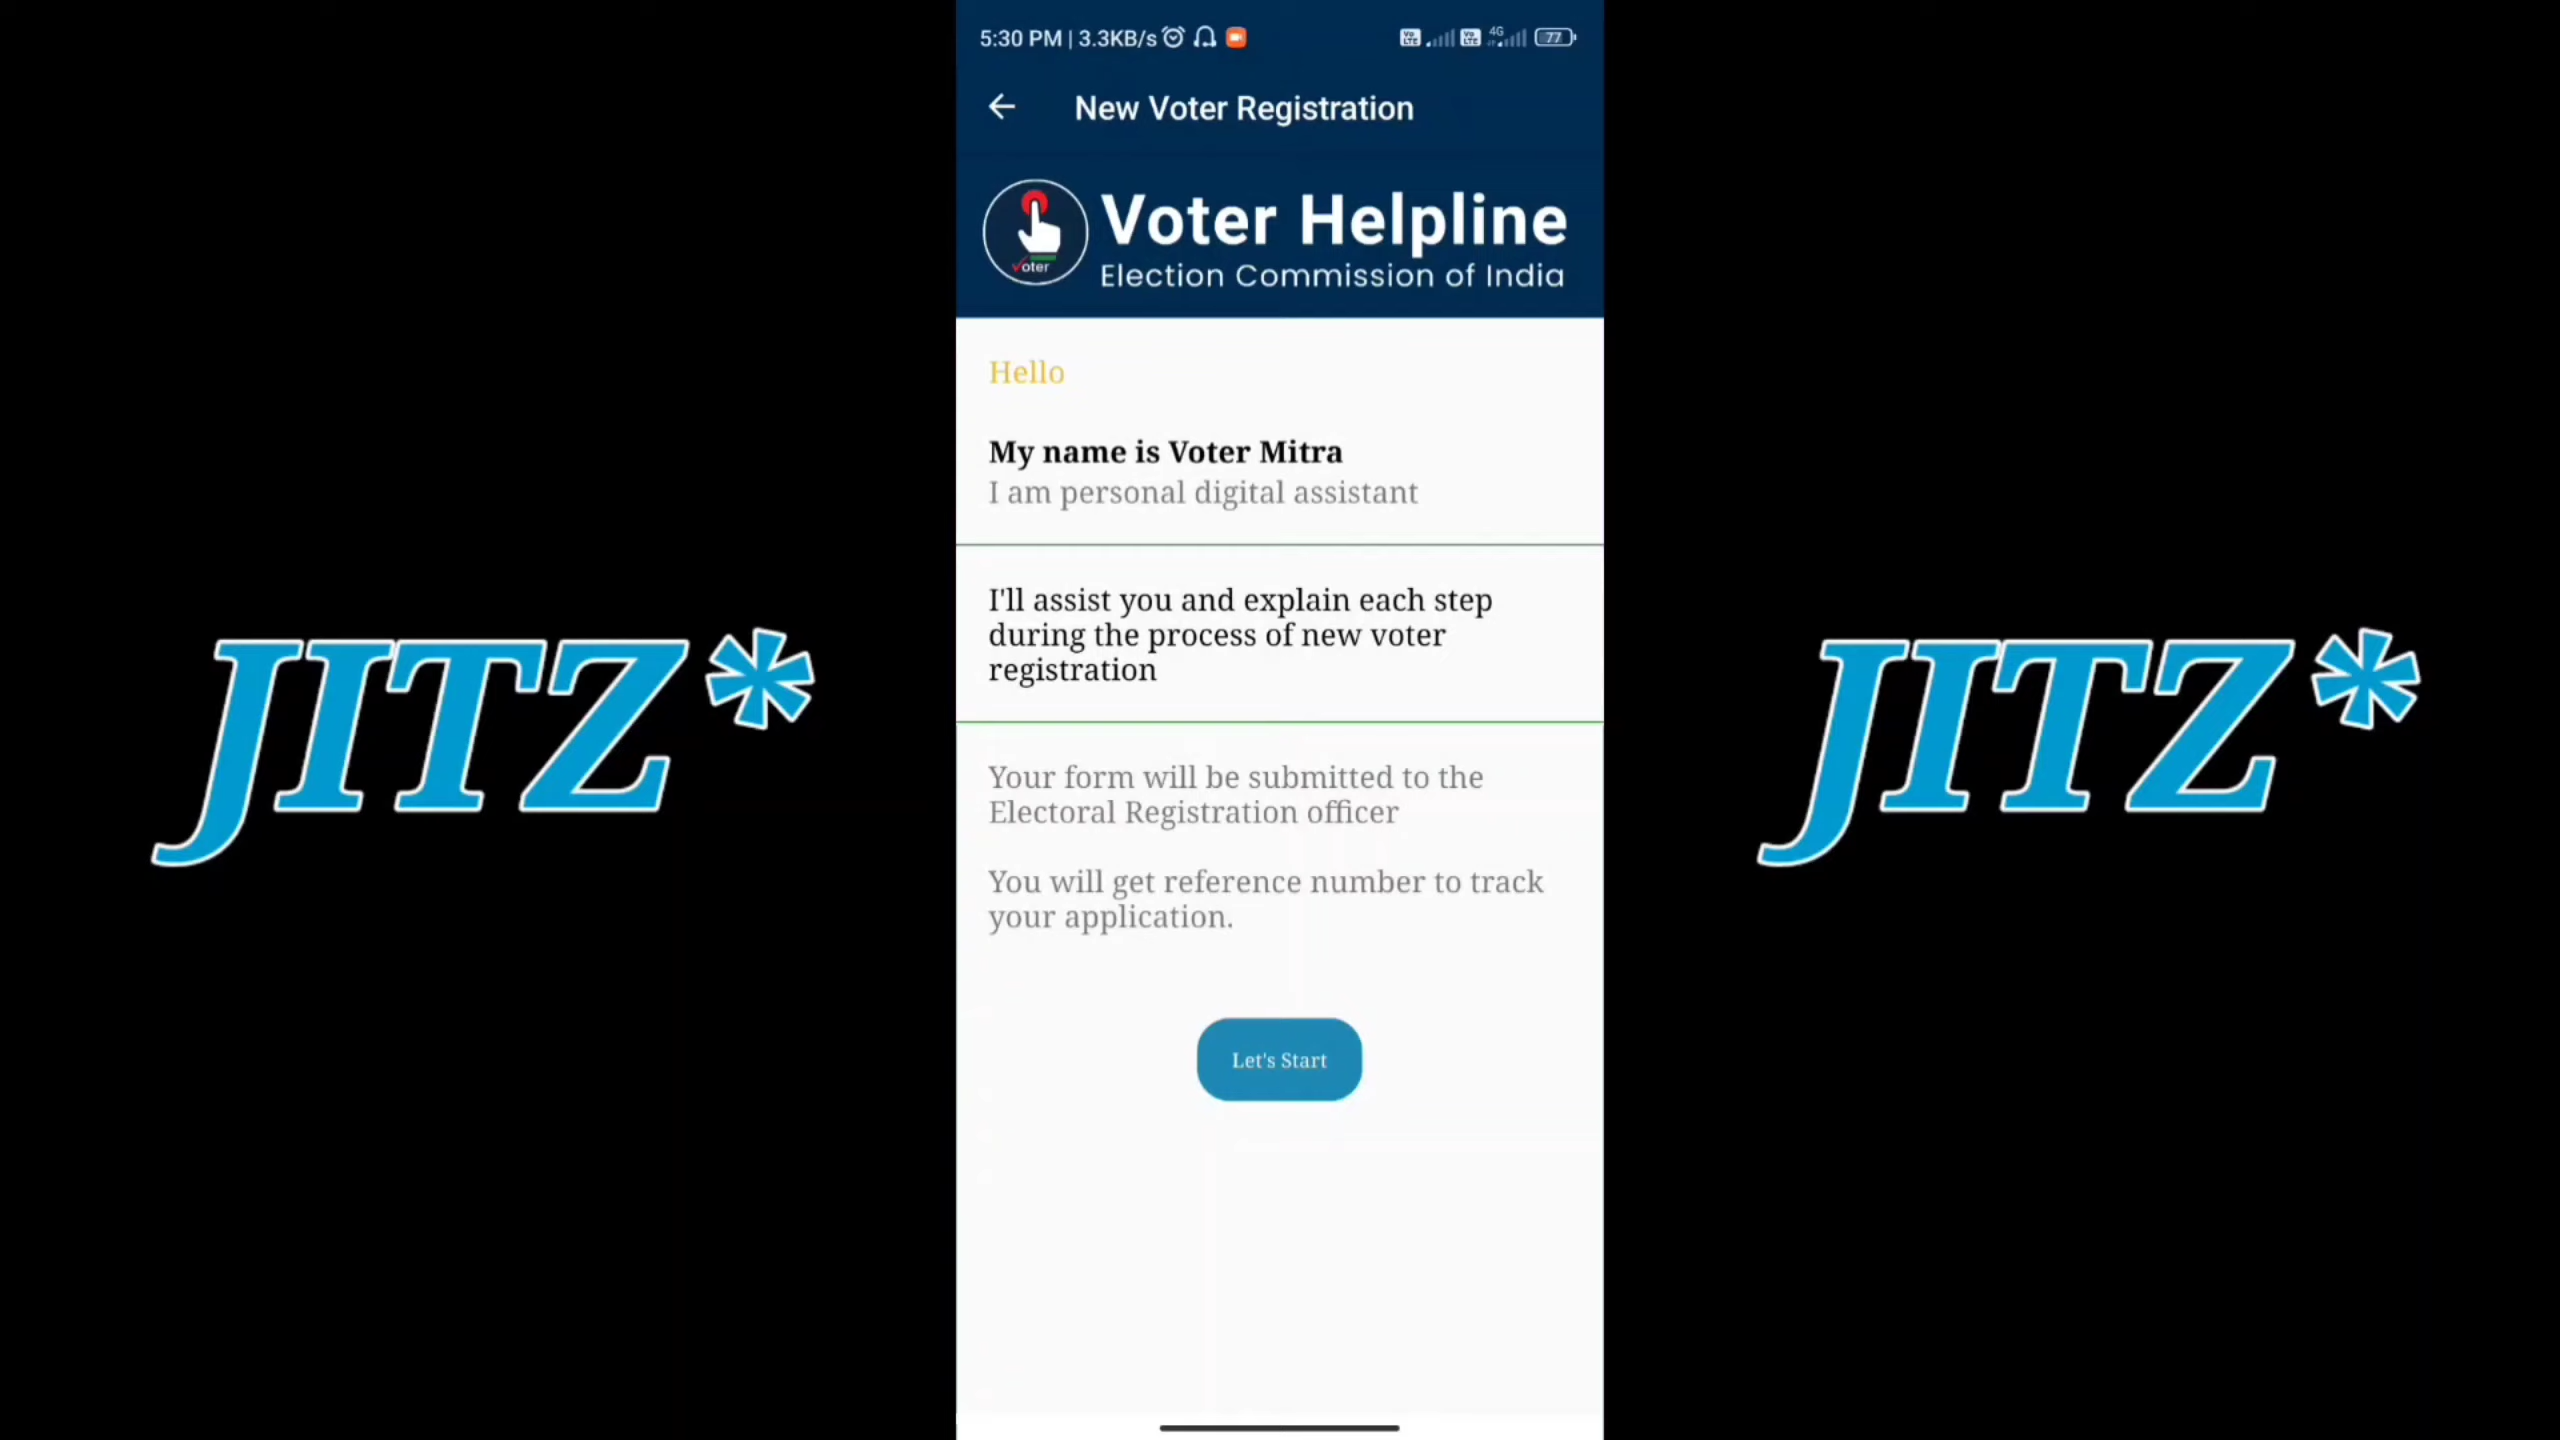 5:30 PM | 3.3KB/s
4G
77
New Voter Registration
Voter Helpline
Election Commission of India
Voter
Hello
My name is Voter Mitra
I am personal digital assistant
I'll assist you and explain each step
during the process of new voter
registration
JITZ*
JITZ*
Your form will be submitted to the
Electoral Registration officer
You will get reference number to track
your application.
Let's Start